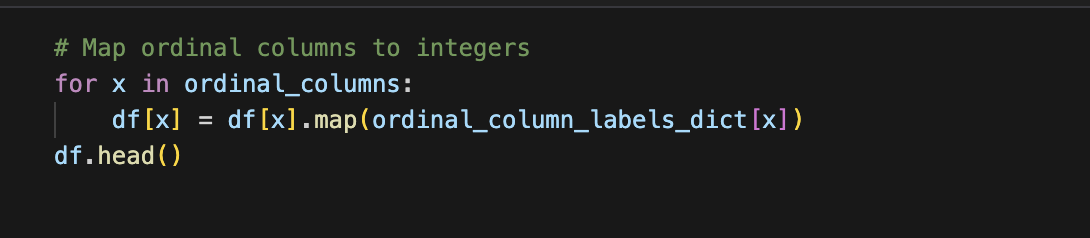 # Map ordinal columns to integers
for x in ordinal_columns:
    df[x] = df[x].map(ordinal_column_labels_dict[x])
df.head()